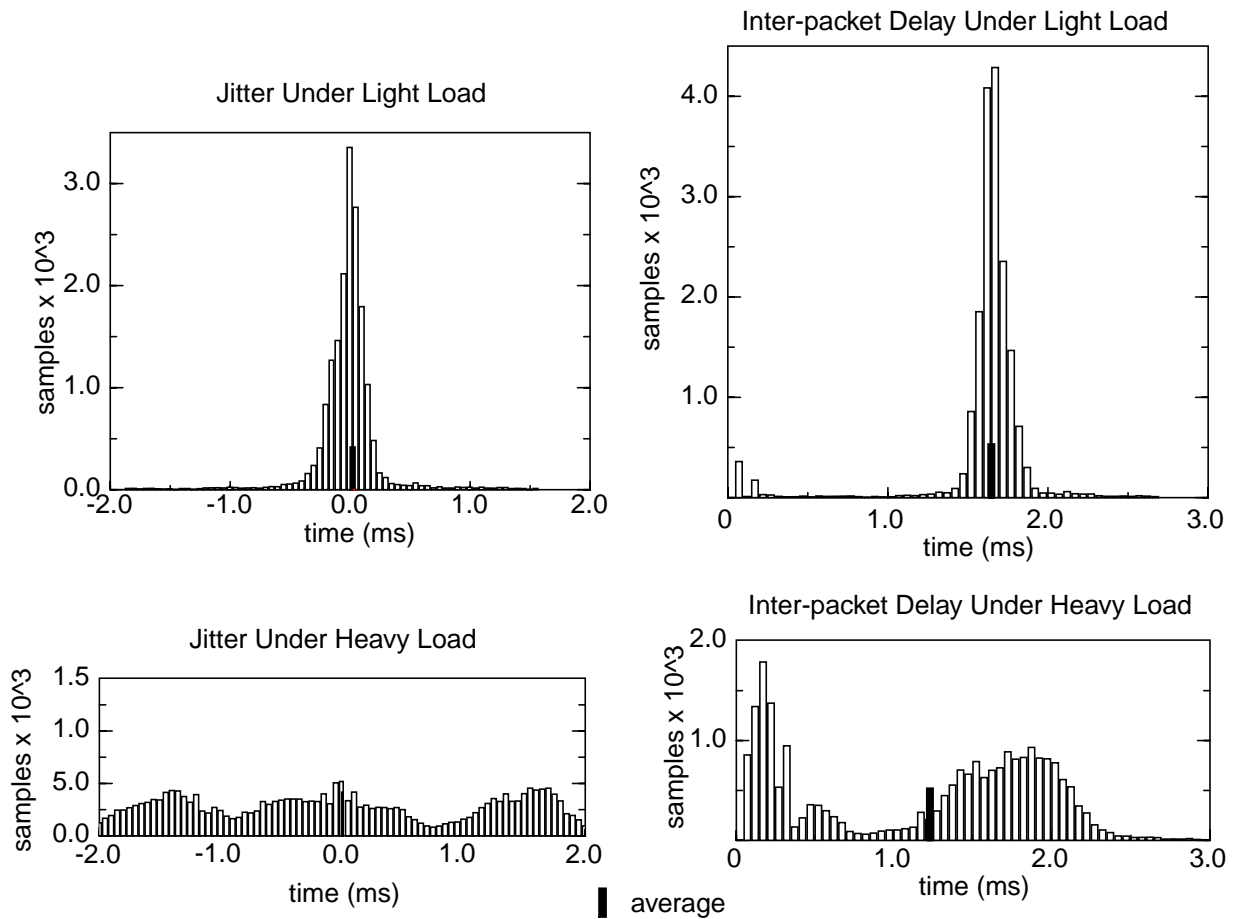 Jitter Under Light Load
samples x 10^3
3.0
2.0
1.0
0.0
-2.0 -1.0 0.0 1.0 2.0
time (ms)
Inter-packet Delay Under Light Load
samples x 10^3
4.0
3.0
2.0
1.0
0 1.0 2.0 3.0
time (ms)
Jitter Under Heavy Load
samples x 10^3
1.5
1.0
5.0
0.0
-2.0 -1.0 0.0 1.0 2.0
time (ms)
Inter-packet Delay Under Heavy Load
samples x 10^3
2.0
1.0
0 1.0 2.0 3.0
time (ms)
average